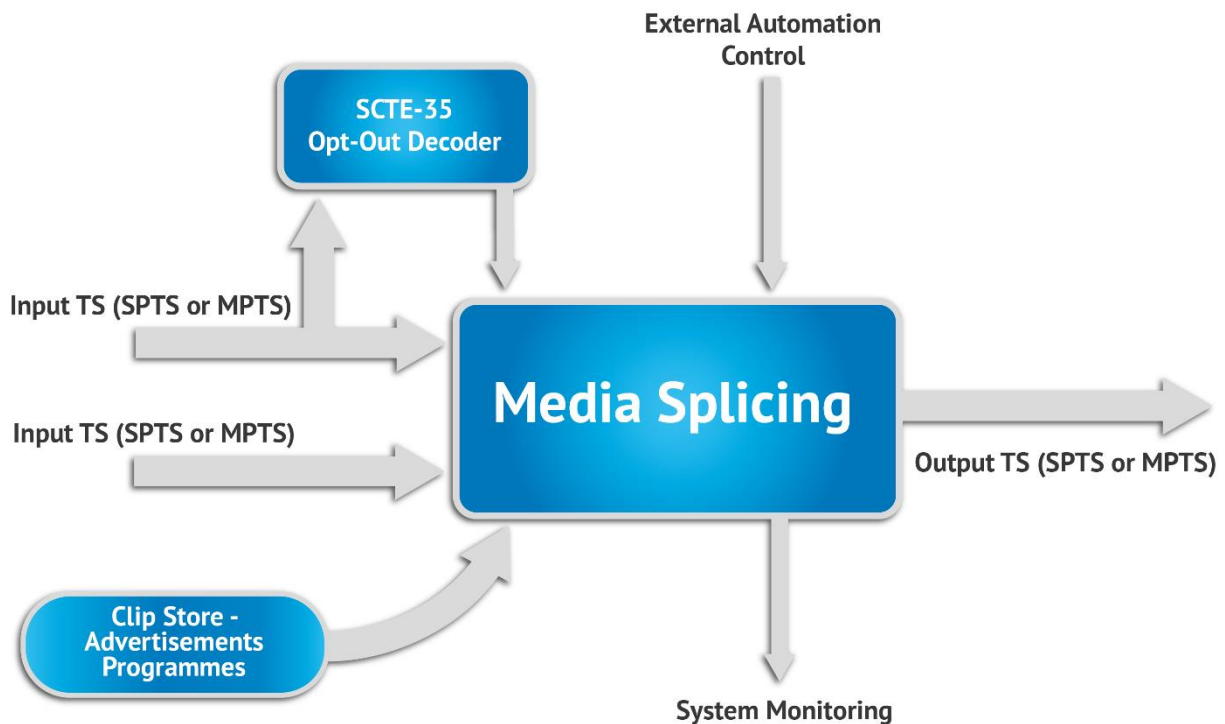 External Automation
Control
SCTE-35
Opt-Out Decoder
Input TS (SPTS or MPTS)
Media Splicing
Input TS (SPTS or MPTS)
Output TS (SPTS or MPTS)
Clip Store -
Advertisements
Programmes
System Monitoring